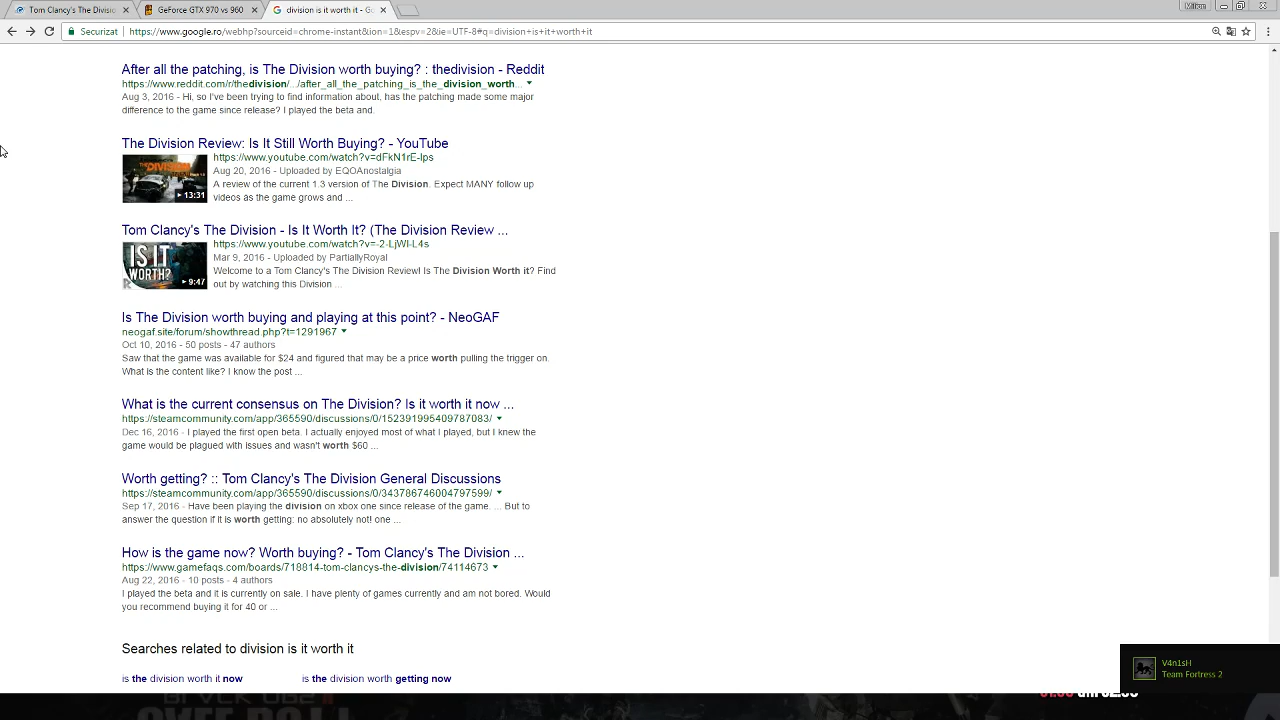 Tom Clancy's The Divisio
GeForce GTX 970 vs 960
division is it worth it - Go
Securizat
https://www.google.ro/webhp?sourceid=chrome-instant&ion=1&espv=2&ie=UTF-8#q=division+is+it+worth+it
After all the patching, is The Division worth buying? : thedivision - Reddit
https://www.reddit.com/r/thedivision/.../after_all_the_patching_is_the_division_worth...
Aug 3, 2016 - Hi, so I've been trying to find information about, has the patching made some major
difference to the game since release? I played the beta and.
The Division Review: Is It Still Worth Buying? - YouTube
https://www.youtube.com/watch?v=dFkN1rE-Ips
Aug 20, 2016 - Uploaded by EQOAnostalgia
A review of the current 1.3 version of The Division. Expect MANY follow up
13:31
videos as the game grows and ...
Tom Clancy's The Division - Is It Worth It? (The Division Review ...
https://www.youtube.com/watch?v=-2-LjWI-L4s
IS IT
Mar 9, 2016 - Uploaded by PartiallyRoyal
WORTH?
Welcome to a Tom Clancy's The Division Review! Is The Division Worth it? Find
9:47
out by watching this Division ...
Is The Division worth buying and playing at this point? - NeoGAF
neogaf.site/forum/showthread.php?t=1291967
Oct 10, 2016 - 50 posts - 47 authors
Saw that the game was available for $24 and figured that may be a price worth pulling the trigger on.
What is the content like? I know the post ...
What is the current consensus on The Division? Is it worth it now ...
https://steamcommunity.com/app/365590/discussions/0/152391995409787083/
Dec 16, 2016 - I played the first open beta. I actually enjoyed most of what I played, but I knew the
game would be plagued with issues and wasn't worth $60 ...
Worth getting? :: Tom Clancy's The Division General Discussions
https://steamcommunity.com/app/365590/discussions/0/343786746004797599/
Sep 17, 2016 - Have been playing the division on xbox one since release of the game. ... But to
answer the question if it is worth getting: no absolutely not! one ...
How is the game now? Worth buying? - Tom Clancy's The Division ...
https://www.gamefaqs.com/boards/718814-tom-clancys-the-division/74114673
Aug 22, 2016 - 10 posts - 4 authors
I played the beta and it is currently on sale. I have plenty of games currently and am not bored. Would
you recommend buying it for 40 or ...
Searches related to division is it worth it
is the division worth it now
is the division worth getting now
V4n1sH
Team Fortress 2